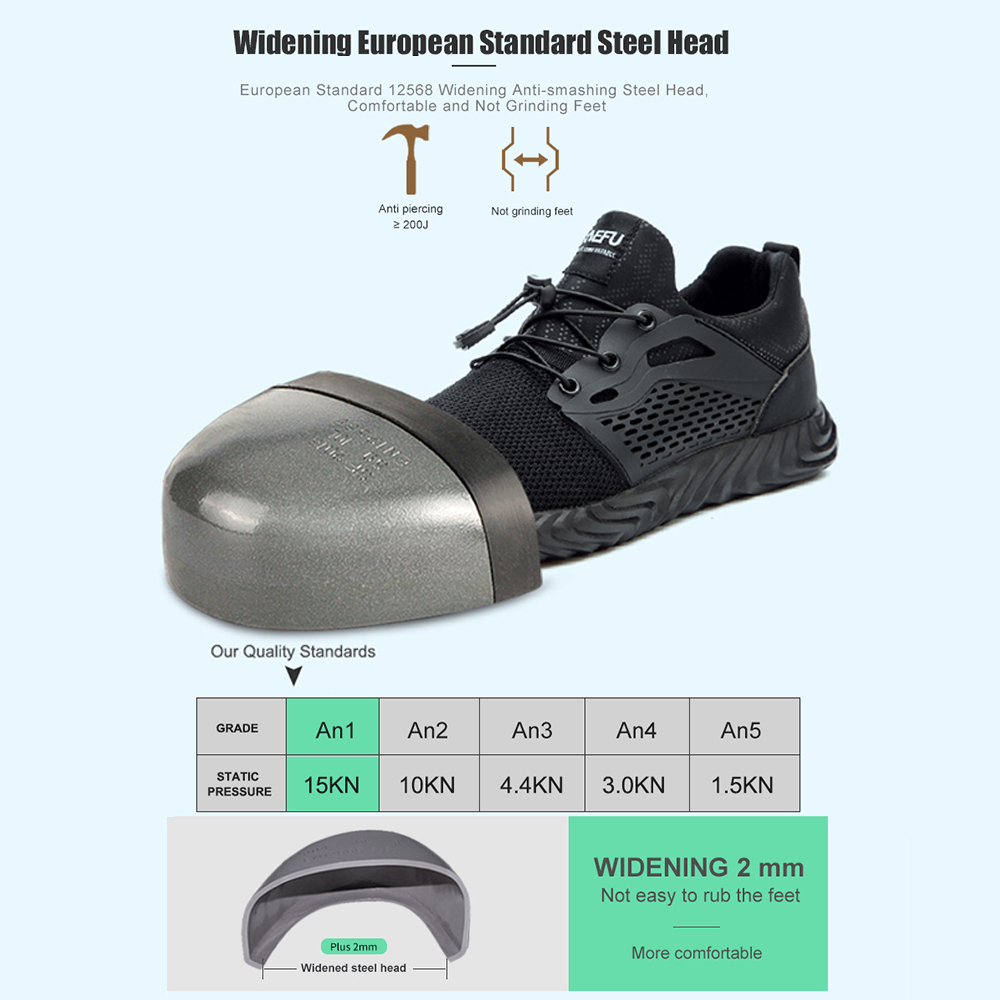 Widening European Standard Steel Head
European Standard 12568 Widening Anti-smashing Steel Head,
Comfortable and Not Grinding Feet
Anti piercing
≥ 200J
Not grinding feet
Our Quality Standards
GRADE An1 An2 An3 An4 An5
STATIC PRESSURE 15KN 10KN 4.4KN 3.0KN 1.5KN
WIDENING 2 mm
Not easy to rub the feet
More comfortable
Plus 2mm
Widened steel head